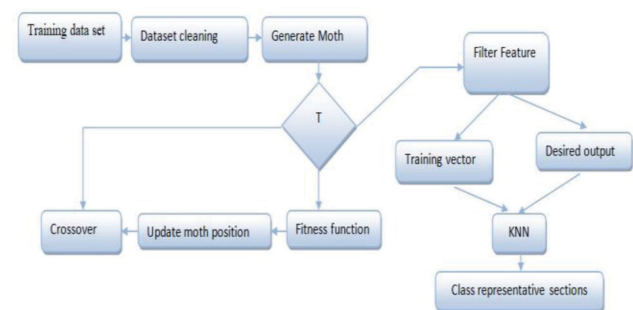 Training data set
Dataset cleaning
Generate Moth
Filter Feature
T
Training vector
Desired output
Crossover
Update moth position
Fitness function
KNN
Class representative sections